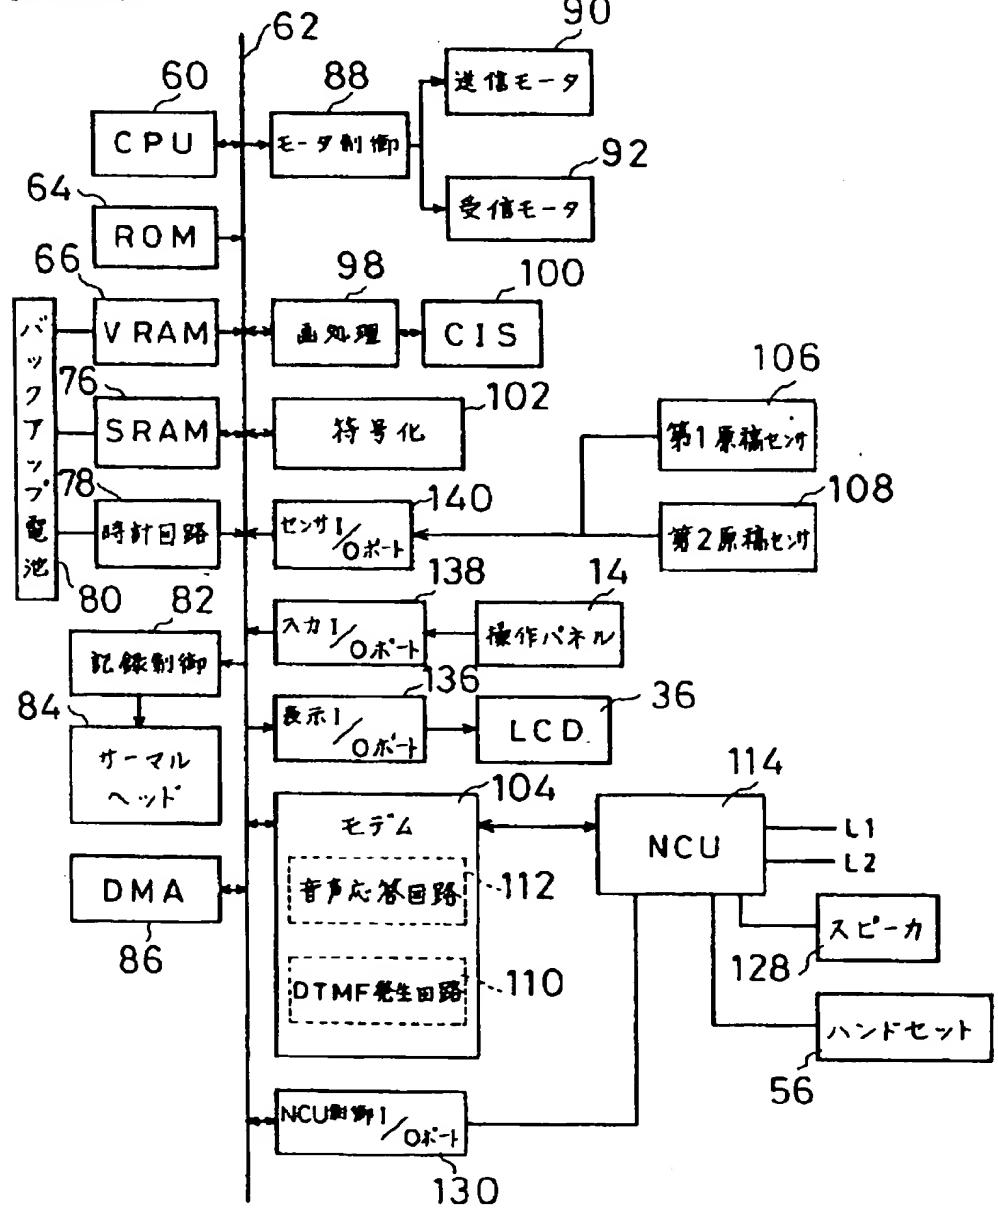 62
90
送信モータ
60
CPU
88
モータ制御
92
受信モータ
64
ROM
66
VRAM
98
画処理
100
CIS
バックアップ電池
80
76
SRAM
102
符号化
106
第1原稿センサ
78
時計回路
140
センサI/Oポート
108
第2原稿センサ
82
記録制御
138
入力I/Oポート
14
操作パネル
84
サーマル
ヘッド
136
表示I/Oポート
36
LCD
104
モデム
114
NCU
L1
L2
DMA
86
音声応答回路
112
DTMF発生回路
110
スピーカ
128
ハンドセット
56
NCU制御I/Oポート
130